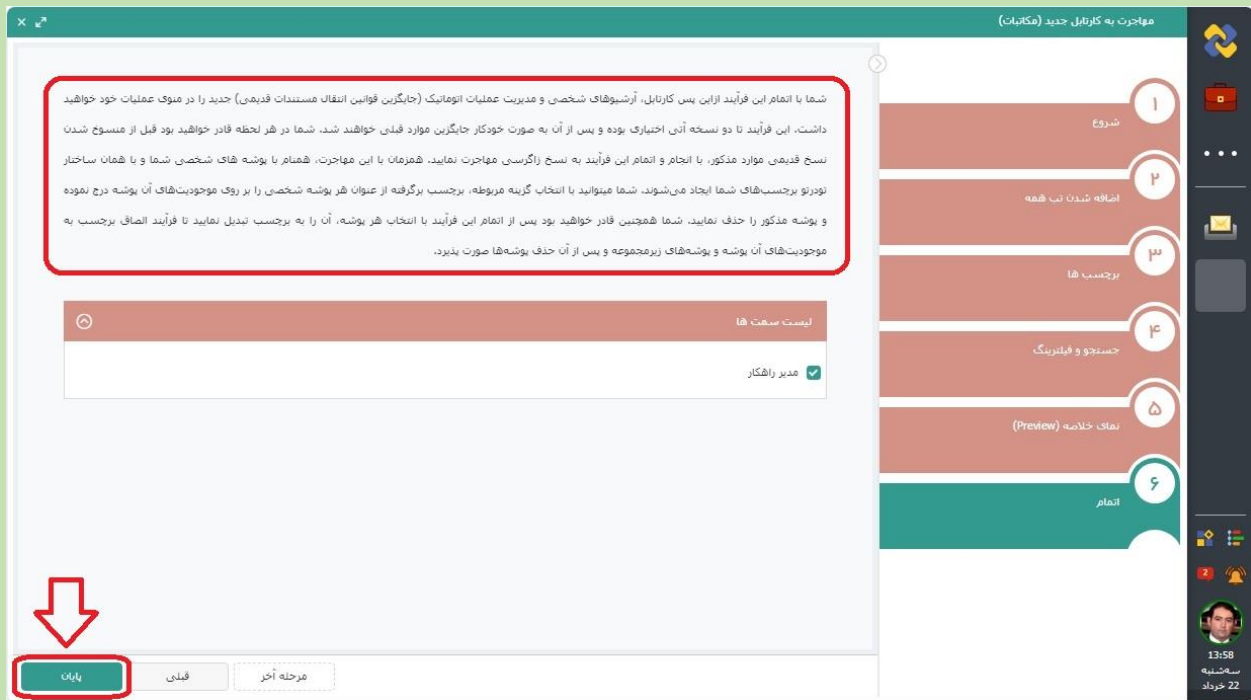 مهاجرت به کارتابل جدید (مکاتبات)
۱
شروع
۲
اضافه شدن تب همه
۳
برچسب ها
۴
جستجو و فیلترینگ
۵
نمای خلاصه (Preview)
۶
اتمام
شما با اتمام این فرآیند ازاین پس کارتابل، آرشیوهای شخصی و مدیریت عملیات اتوماتیک (جایگزین قوانین انتقال مستندات قدیمی) جدید را در منوی عملیات خود خواهید
داشت. این فرآیند تا دو نسخه آتی اختیاری بوده و پس از آن به صورت خودکار جایگزین موارد قبلی خواهند شد. شما در هر لحظه قادر خواهید بود قبل از منسوخ شدن
نسخ قدیمی موارد مذکور، با انجام و اتمام این فرآیند به نسخ زاگرسی مهاجرت نمایید. همزمان با این مهاجرت، همنام با پوشه های شخصی شما و با همان ساختار
تودرتو برچسب‌های شما ایجاد می‌شوند. شما میتوانید با انتخاب گزینه مربوطه، برچسب برگرفته از عنوان هر پوشه شخصی را بر روی موجودیت‌های آن پوشه درج نموده
و پوشه مذکور را حذف نمایید. شما همچنین قادر خواهید بود پس از اتمام این فرآیند با انتخاب هر پوشه، آن را به برچسب تبدیل نمایید تا فرآیند الصاق برچسب به
موجودیت‌های آن پوشه و پوشه‌های زیرمجموعه و پس از آن حذف پوشه‌ها صورت پذیرد.
لیست سمت ها
مدیر راهکار
مرحله آخر
قبلی
پایان
2
13:58
سه‌شنبه
22 خرداد